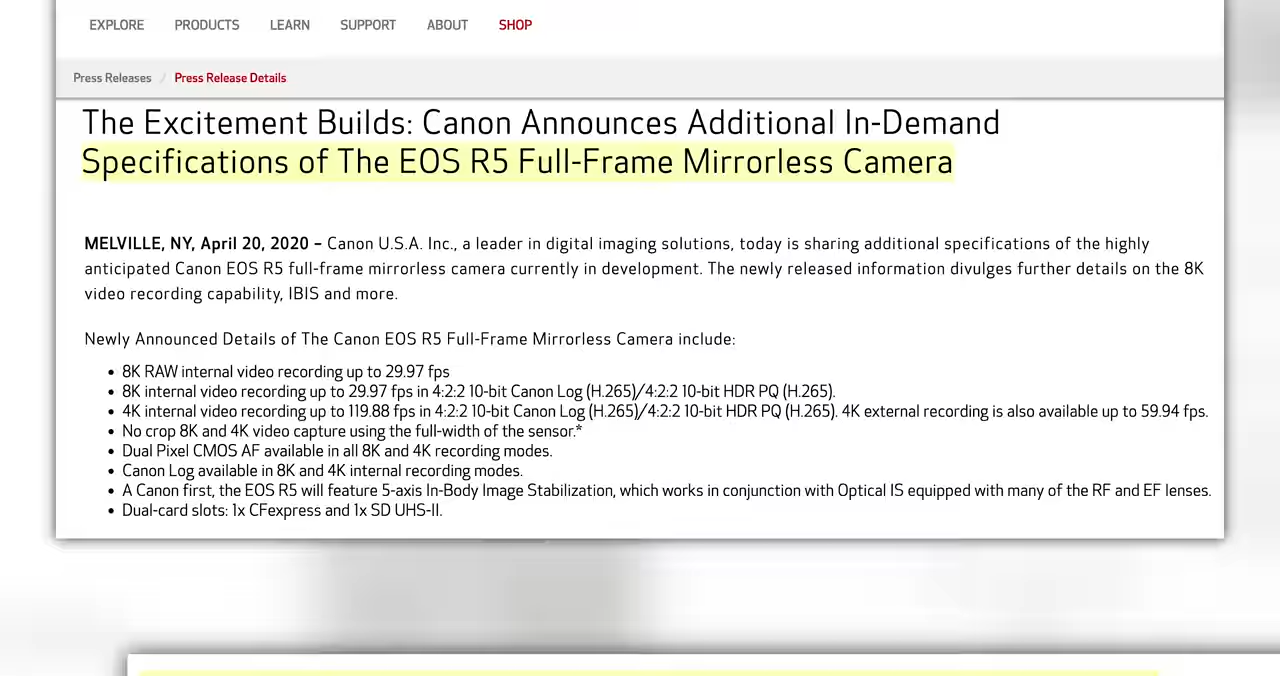 EXPLORE PRODUCTS LEARN SUPPORT ABOUT SHOP
Press Releases / Press Release Details
The Excitement Builds: Canon Announces Additional In-Demand
Specifications of The EOS R5 Full-Frame Mirrorless Camera
MELVILLE, NY, April 20, 2020 – Canon U.S.A. Inc., a leader in digital imaging solutions, today is sharing additional specifications of the highly
anticipated Canon EOS R5 full-frame mirrorless camera currently in development. The newly released information divulges further details on the 8K
video recording capability, IBIS and more.
Newly Announced Details of The Canon EOS R5 Full-Frame Mirrorless Camera include:
• 8K RAW internal video recording up to 29.97 fps
• 8K internal video recording up to 29.97 fps in 4:2:2 10-bit Canon Log (H.265)/4:2:2 10-bit HDR PQ (H.265).
• 4K internal video recording up to 119.88 fps in 4:2:2 10-bit Canon Log (H.265)/4:2:2 10-bit HDR PQ (H.265). 4K external recording is also available up to 59.94 fps.
• No crop 8K and 4K video capture using the full-width of the sensor.*
• Dual Pixel CMOS AF available in all 8K and 4K recording modes.
• Canon Log available in 8K and 4K internal recording modes.
• A Canon first, the EOS R5 will feature 5-axis In-Body Image Stabilization, which works in conjunction with Optical IS equipped with many of the RF and EF lenses.
• Dual-card slots: 1x CFexpress and 1x SD UHS-II.